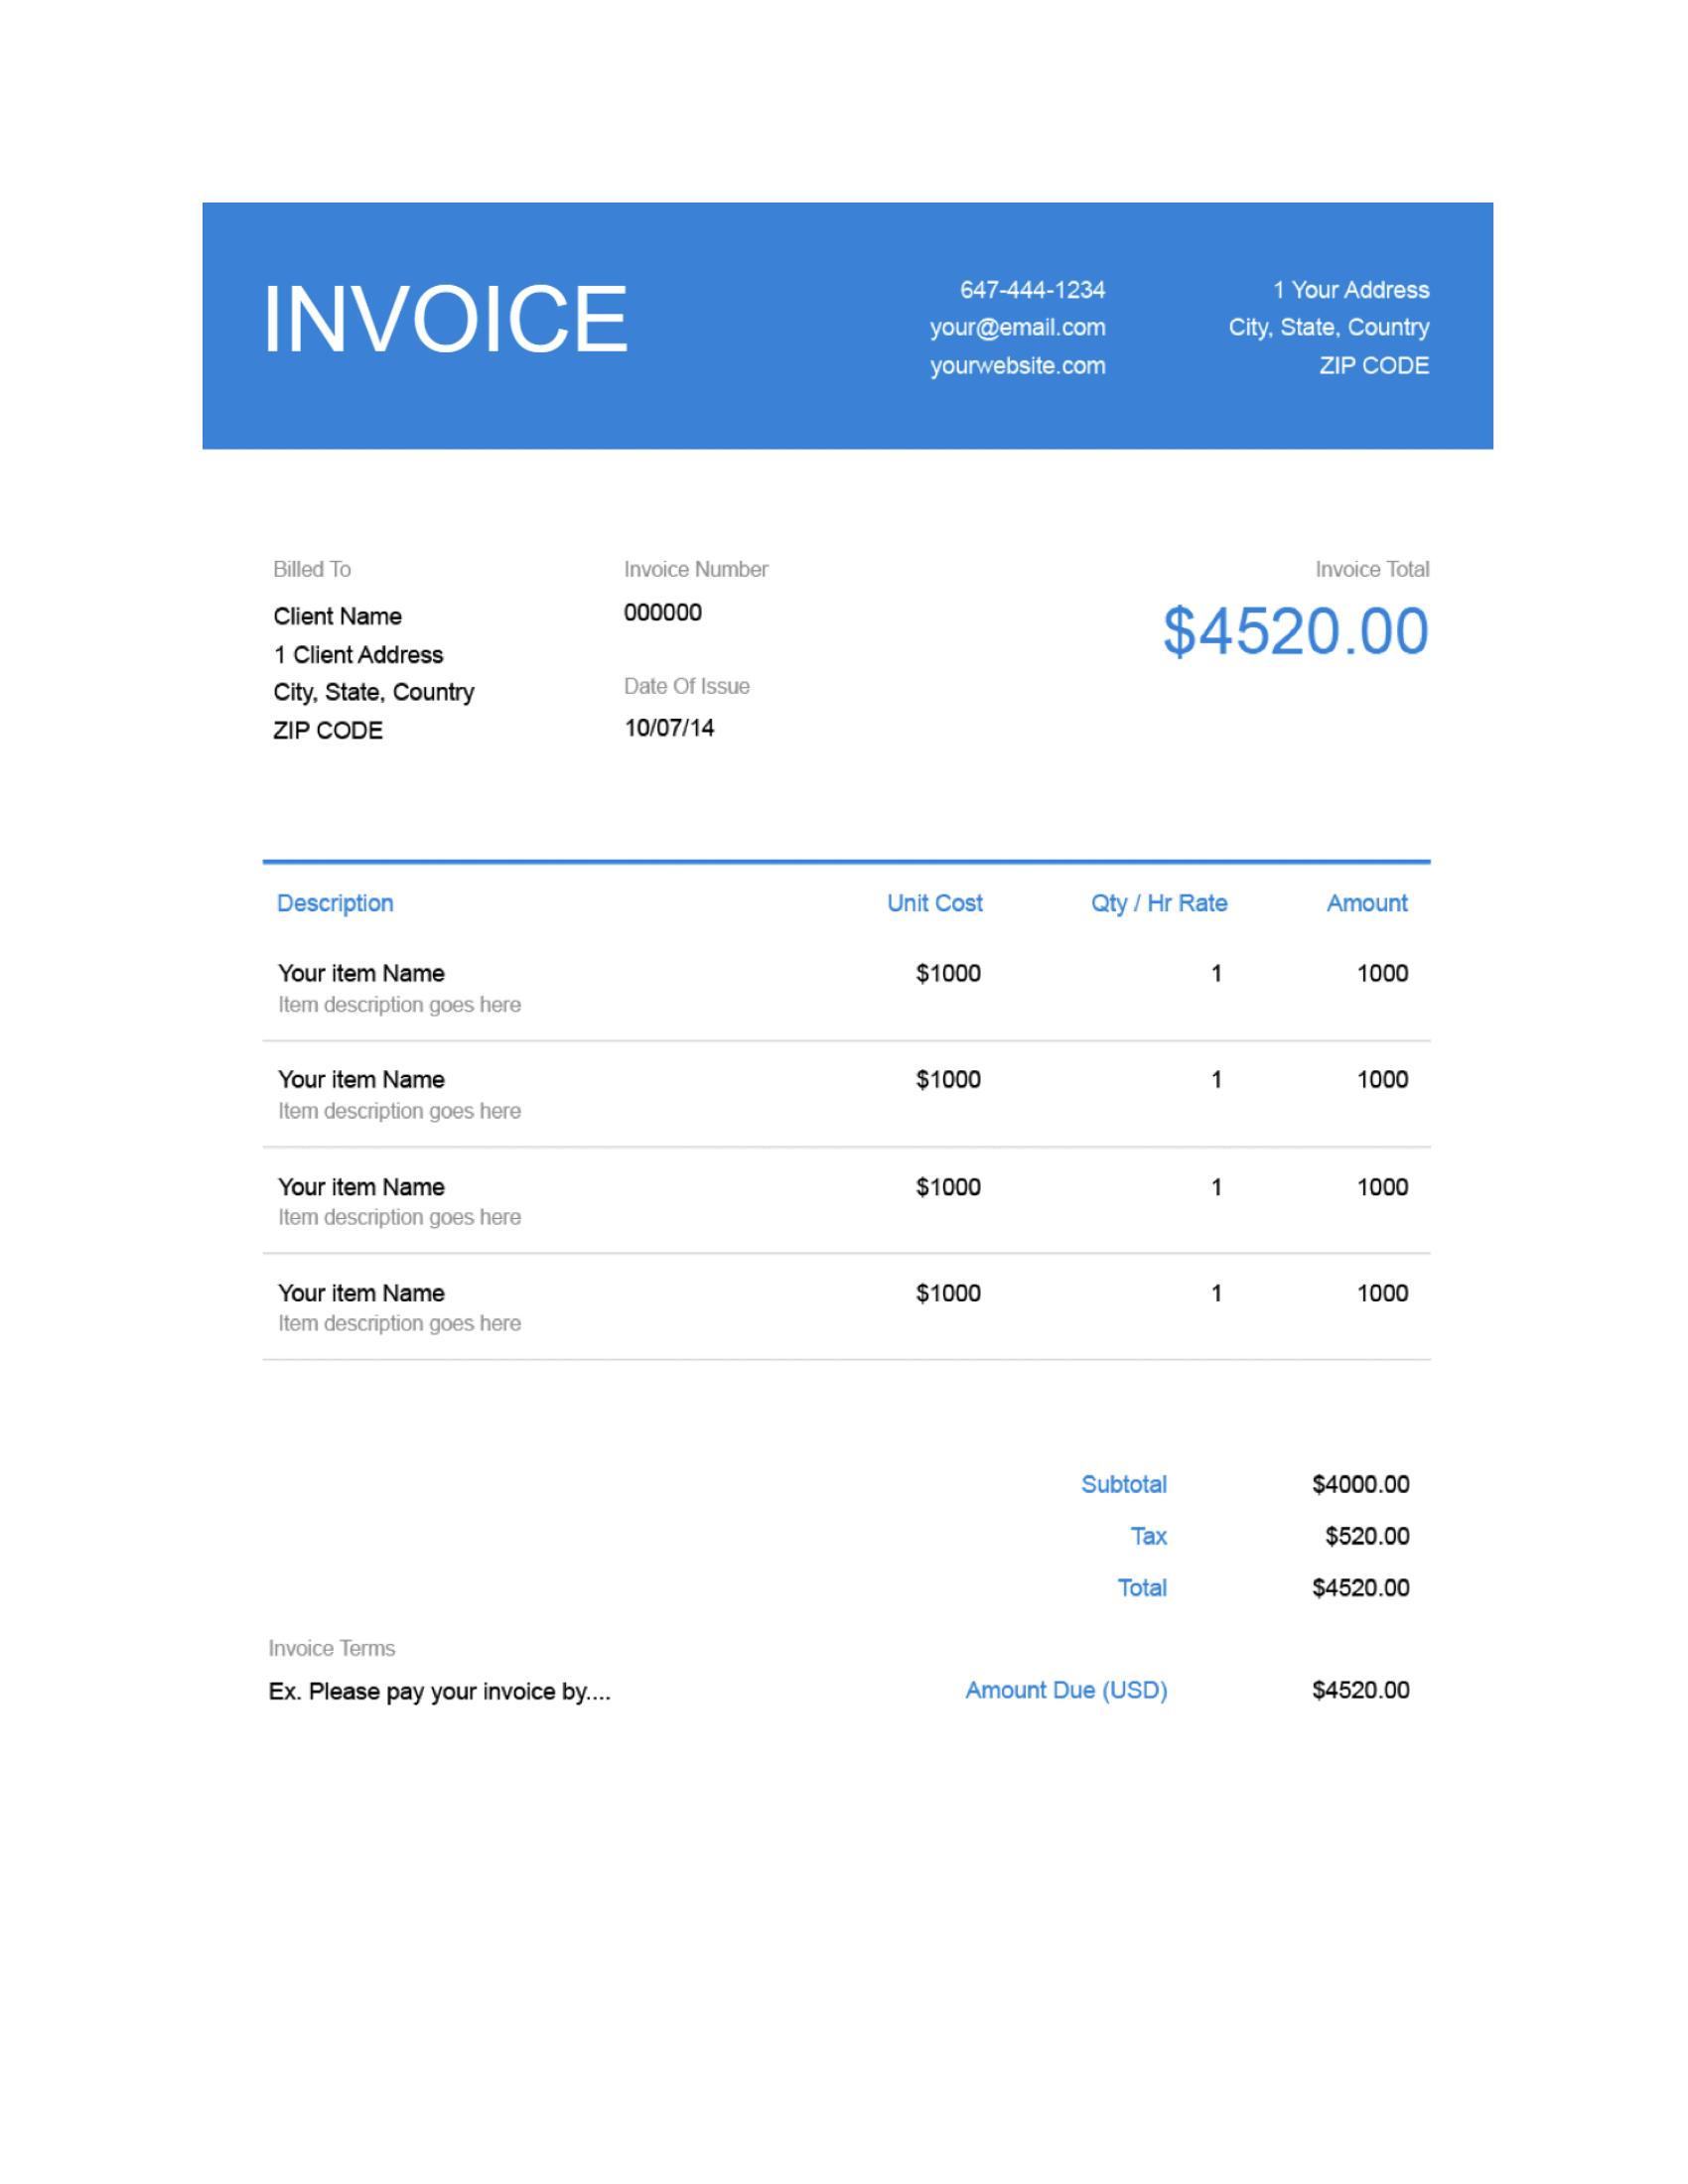 INVOICE
647-444-1234
your@email.com
yourwebsite.com
1 Your Address
City, State, Country
ZIP CODE
Billed To
Client Name
1 Client Address
City, State, Country
ZIP CODE
Invoice Number
000000
Date Of Issue
10/07/14
Invoice Total
$4520.00
Description Unit Cost Qty / Hr Rate Amount
Your item Name $1000 1 1000
Item description goes here
Your item Name $1000 1 1000
Item description goes here
Your item Name $1000 1 1000
Item description goes here
Your item Name $1000 1 1000
Item description goes here
Subtotal $4000.00
Tax $520.00
Total $4520.00
Invoice Terms
Ex. Please pay your invoice by....
Amount Due (USD) $4520.00